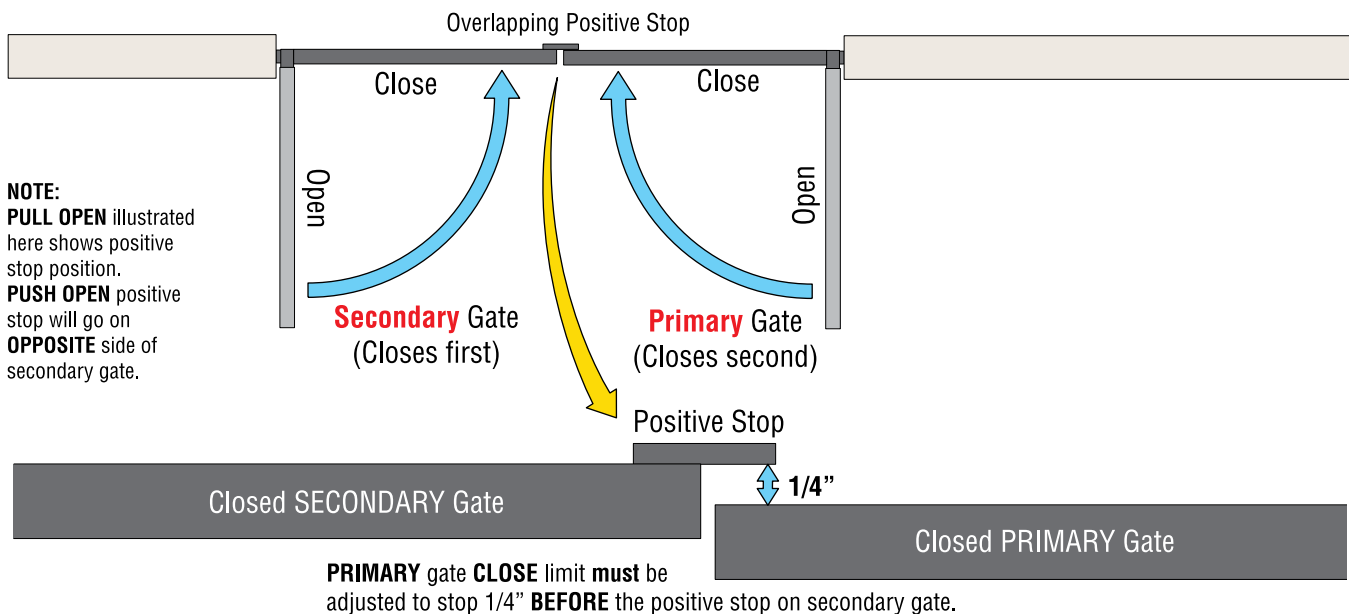 Overlapping Positive Stop
Close
Close
Open
Open
NOTE:
PULL OPEN illustrated
here shows positive
stop position.
PUSH OPEN positive
stop will go on
OPPOSITE side of
secondary gate.
Secondary Gate
(Closes first)
Primary Gate
(Closes second)
Positive Stop
1/4”
Closed SECONDARY Gate
Closed PRIMARY Gate
PRIMARY gate CLOSE limit must be
adjusted to stop 1/4” BEFORE the positive stop on secondary gate.